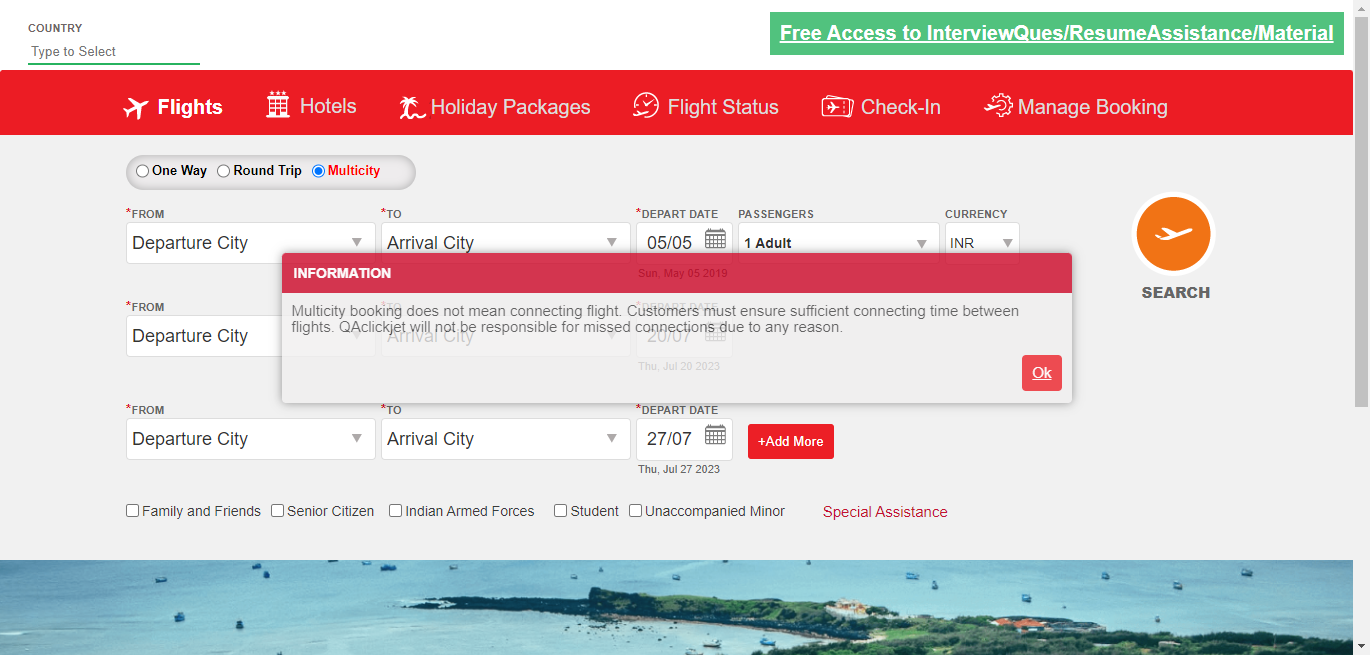 COUNTRY
Type to Select
Free Access to InterviewQues/ResumeAssistance/Material
Flights Hotels Holiday Packages Flight Status Check-In Manage Booking
One Way Round Trip Multicity
*FROM *TO *DEPART DATE PASSENGERS CURRENCY
Departure City Arrival City 05/05 1 Adult INR
Sun, May 05 2019
SEARCH
INFORMATION
Multicity booking does not mean connecting flight. Customers must ensure sufficient connecting time between
flights. QAclickjet will not be responsible for missed connections due to any reason.
Ok
*FROM *TO *DEPART DATE
Departure City Arrival City 20/07
Thu, Jul 20 2023
*FROM *TO *DEPART DATE
Departure City Arrival City 27/07 +Add More
Thu, Jul 27 2023
Family and Friends Senior Citizen Indian Armed Forces Student Unaccompanied Minor Special Assistance